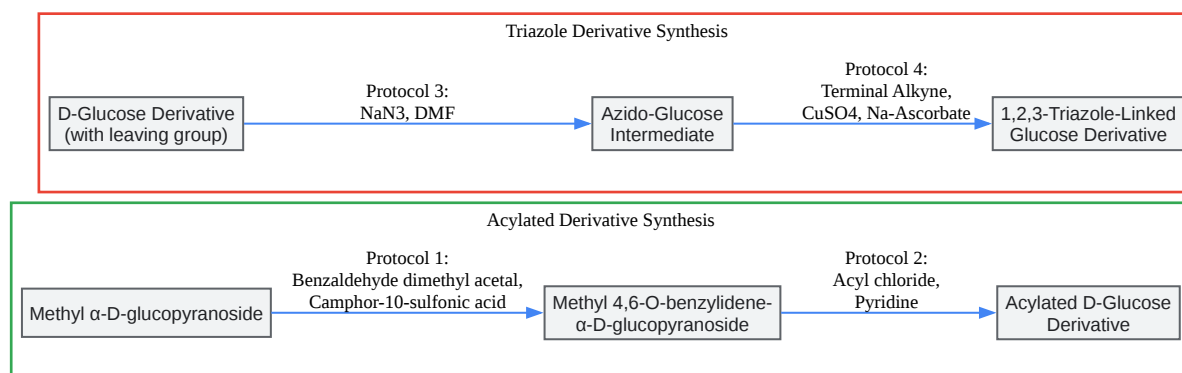 Triazole Derivative Synthesis
D-Glucose Derivative
(with leaving group)
Protocol 3:
NaN3, DMF
Azido-Glucose
Intermediate
Protocol 4:
Terminal Alkyne,
CuSO4, Na-Ascorbate
1,2,3-Triazole-Linked
Glucose Derivative
Acylated Derivative Synthesis
Methyl α-D-glucopyranoside
Protocol 1:
Benzaldehyde dimethyl acetal,
Camphor-10-sulfonic acid
Methyl 4,6-O-benzylidene-
α-D-glucopyranoside
Protocol 2:
Acyl chloride,
Pyridine
Acylated D-Glucose
Derivative